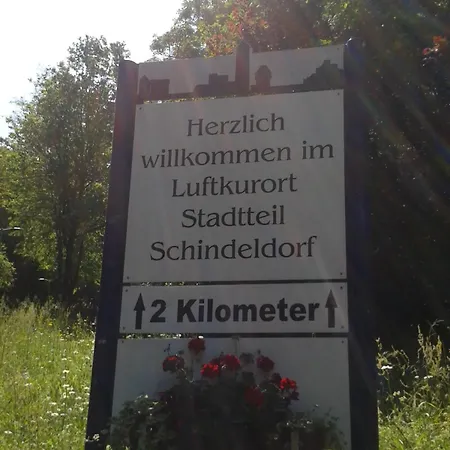 Herzlich
willkommen im
Luftkurort
Stadtteil
Schindeldorf
↑ 2 Kilometer ↑